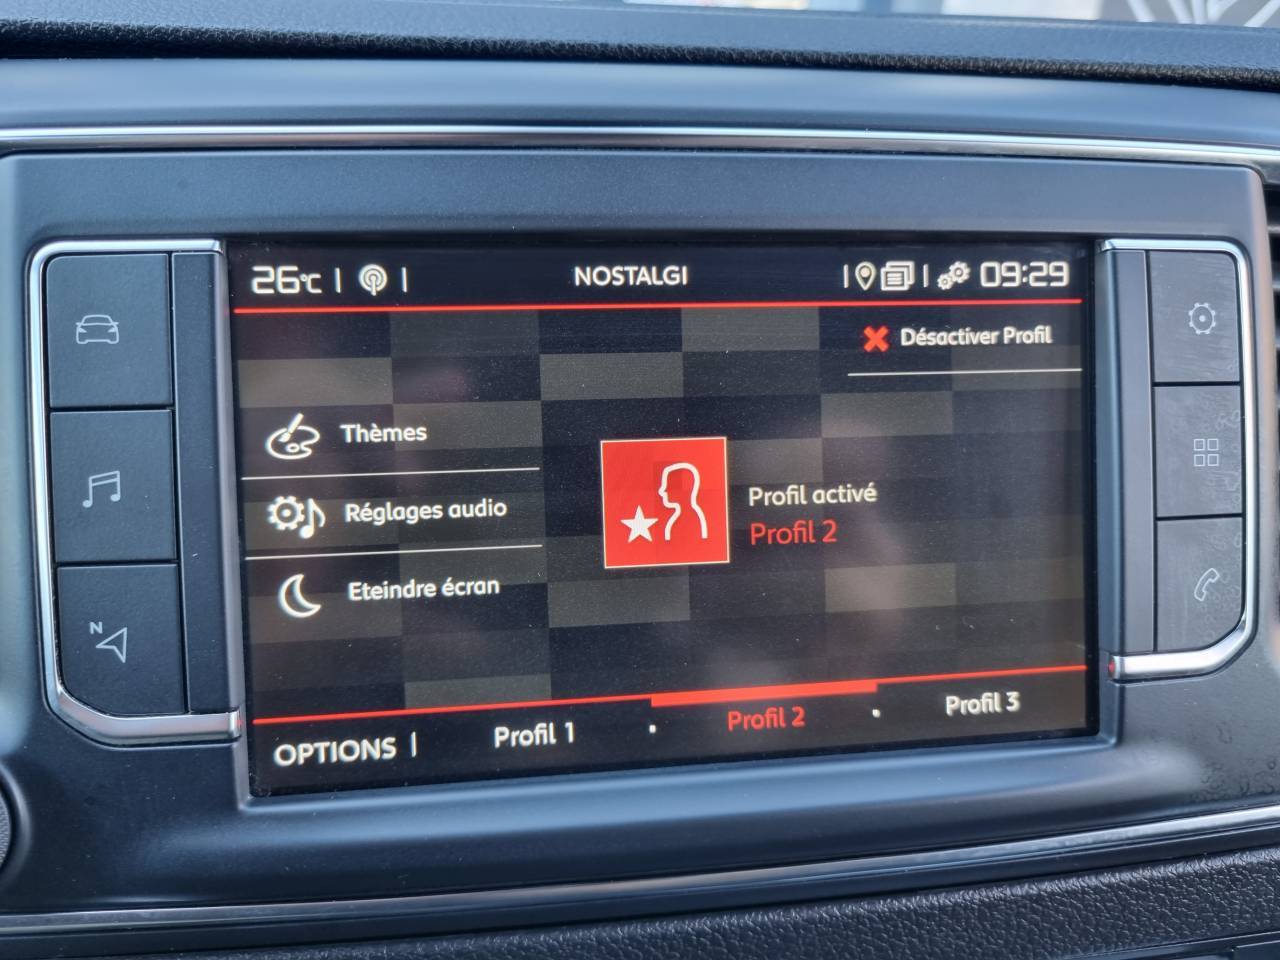 26°C
NOSTALGI
09:29
Désactiver Profil
Thèmes
Réglages audio
Eteindre écran
Profil activé
Profil 2
OPTIONS
Profil 1
Profil 2
Profil 3
N